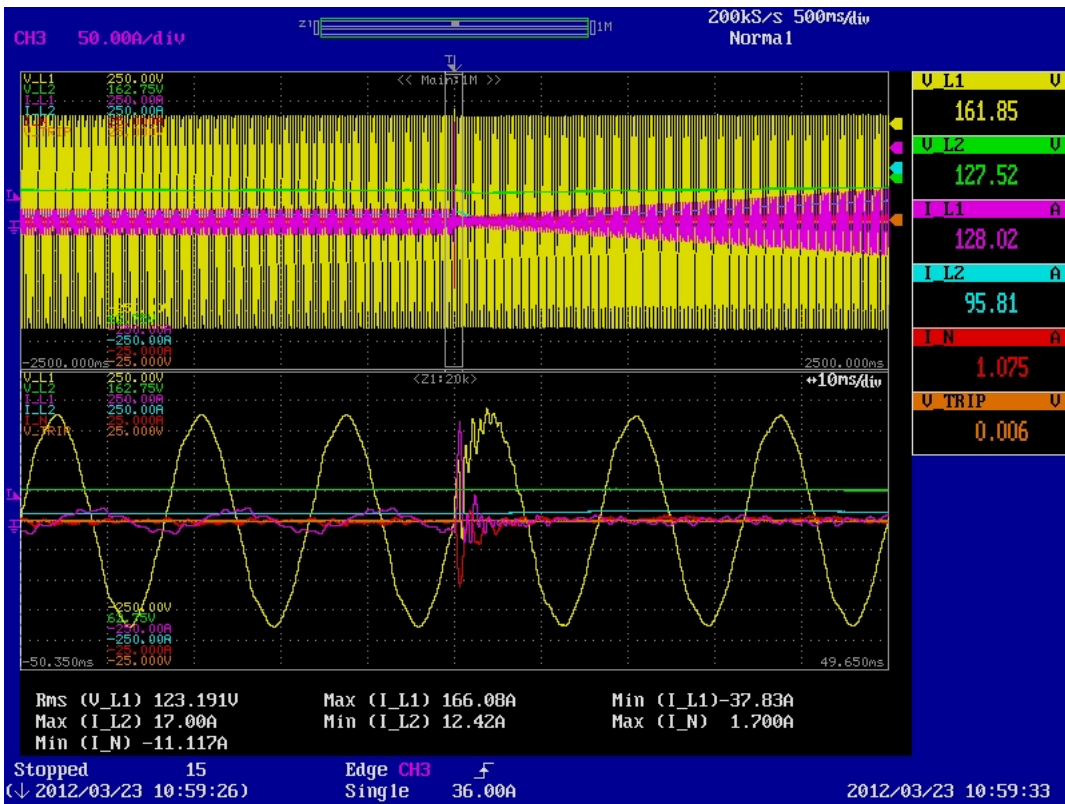 200kS/s 500ms/div
CH3 50.00A/div
Z1 1M
Normal
<< Main:1M >>
V_L1 250.00V
V_L2 162.75V
I_L1 250.00A
I_L2 250.00A
-250.00A
-2500.000ms -25.000V
2500.000ms
V_L1 V
161.85
V_L2 V
127.52
I_L1 A
128.02
I_L2 A
95.81
I_N A
1.075
V_TRIP V
0.006
<Z1:20k>
↔10ms/div
V_L1 250.00V
V_L2 162.75V
I_L1 250.00A
I_L2 250.00A
I_N 25.000A
V_TRIP 25.000V
-250.00V
-250.00A
-250.00A
-25.000A
-50.350ms -25.000V
49.650ms
Rms (V_L1) 123.191V Max (I_L1) 166.08A Min (I_L1)-37.83A
Max (I_L2) 17.00A Min (I_L2) 12.42A Max (I_N) 1.700A
Min (I_N) -11.117A
Stopped 15 Edge CH3
(↓ 2012/03/23 10:59:26) Single 36.00A 2012/03/23 10:59:33